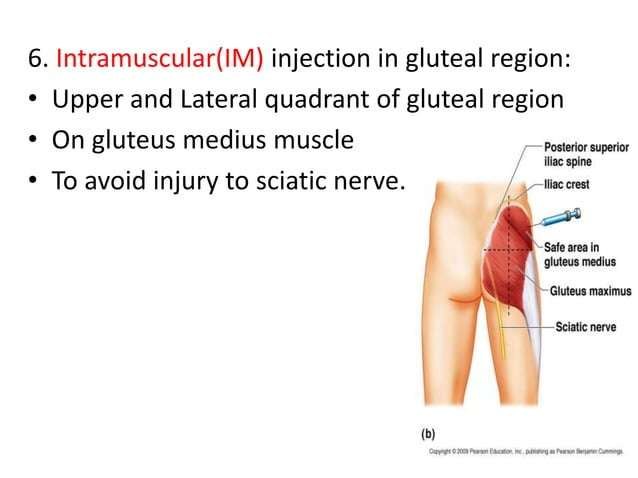 6. Intramuscular(IM) injection in gluteal region:
• Upper and Lateral quadrant of gluteal region
• On gluteus medius muscle
• To avoid injury to sciatic nerve.
Posterior superior
iliac spine
Iliac crest
Safe area in
gluteus medius
Gluteus maximus
Sciatic nerve
(b)
Copyright © 2009 Pearson Education, Inc., publishing as Pearson Benjamin Cummings.